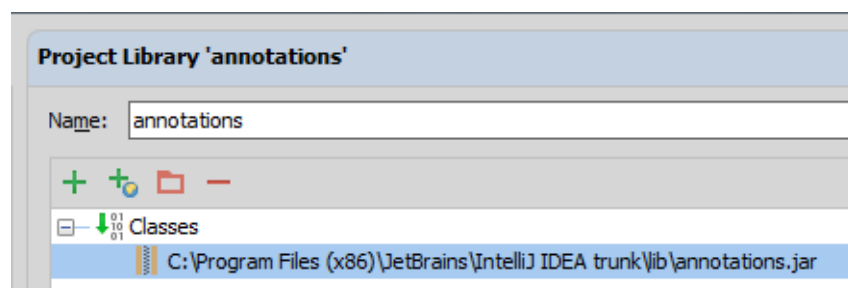 Project Library 'annotations'
Name: annotations
Classes
C:\Program Files (x86)\JetBrains\IntelliJ IDEA trunk\lib\annotations.jar